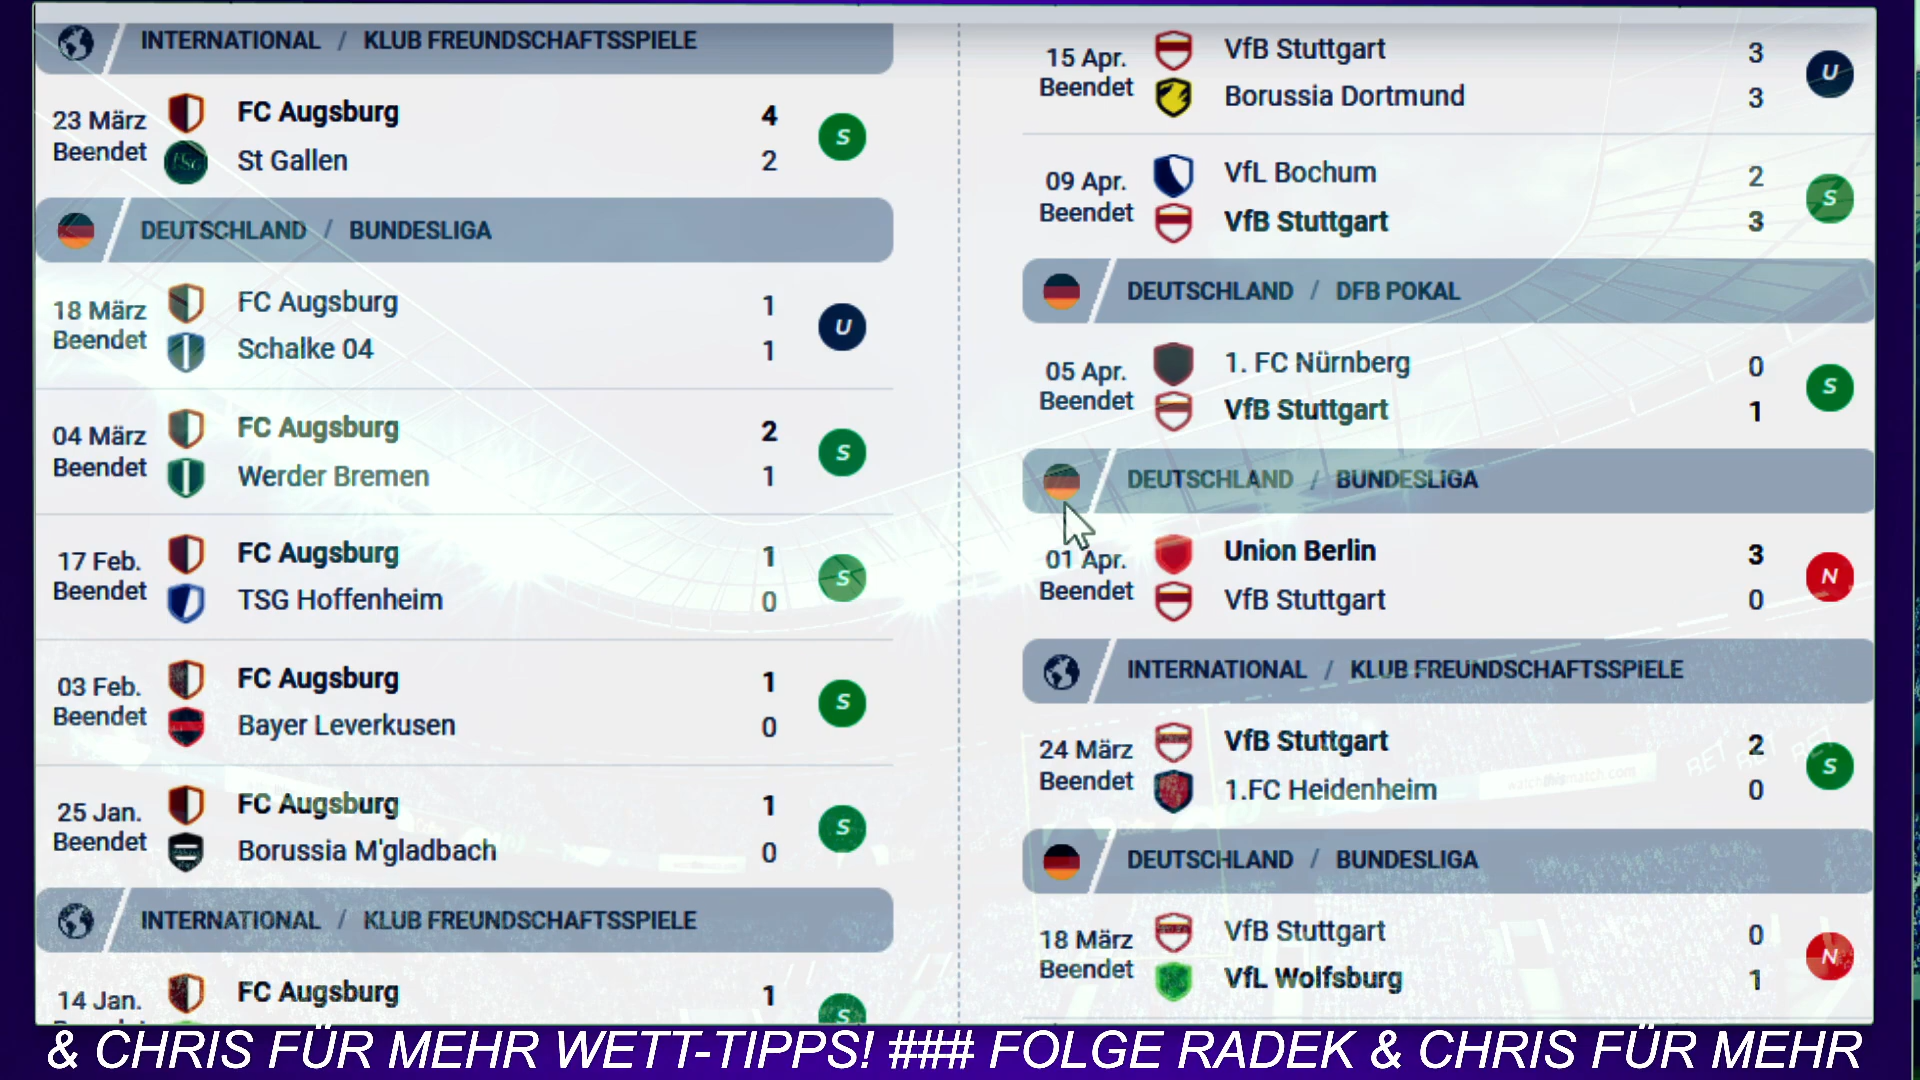 INTERNATIONAL / KLUB FREUNDSCHAFTSSPIELE
23 März
Beendet
FC Augsburg 4
St Gallen 2
S
DEUTSCHLAND / BUNDESLIGA
18 März
Beendet
FC Augsburg 1
Schalke 04 1
U
04 März
Beendet
FC Augsburg 2
Werder Bremen 1
S
17 Feb.
Beendet
FC Augsburg 1
TSG Hoffenheim 0
S
03 Feb.
Beendet
FC Augsburg 1
Bayer Leverkusen 0
S
25 Jan.
Beendet
FC Augsburg 1
Borussia M'gladbach 0
S
INTERNATIONAL / KLUB FREUNDSCHAFTSSPIELE
14 Jan.
FC Augsburg 1
S
15 Apr.
Beendet
VfB Stuttgart 3
Borussia Dortmund 3
U
09 Apr.
Beendet
VfL Bochum 2
VfB Stuttgart 3
S
DEUTSCHLAND / DFB POKAL
05 Apr.
Beendet
1. FC Nürnberg 0
VfB Stuttgart 1
S
DEUTSCHLAND / BUNDESLIGA
01 Apr.
Beendet
Union Berlin 3
VfB Stuttgart 0
N
INTERNATIONAL / KLUB FREUNDSCHAFTSSPIELE
24 März
Beendet
VfB Stuttgart 2
1.FC Heidenheim 0
S
DEUTSCHLAND / BUNDESLIGA
18 März
Beendet
VfB Stuttgart 0
VfL Wolfsburg 1
N
& CHRIS FÜR MEHR WETT-TIPPS! ### FOLGE RADEK & CHRIS FÜR MEHR